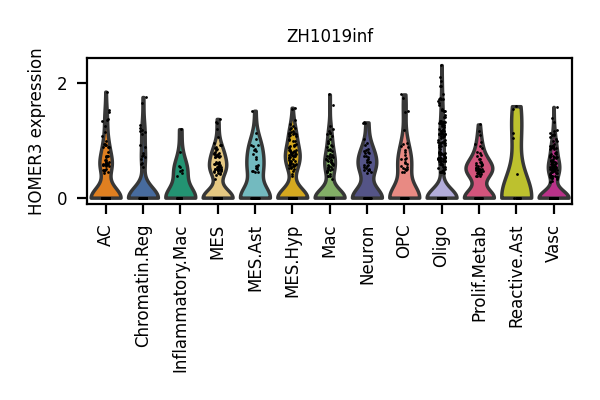 ZH1019inf
HOMER3 expression
2
0
AC
Chromatin.Reg
Inflammatory.Mac
MES
MES.Ast
MES.Hyp
Mac
Neuron
OPC
Oligo
Prolif.Metab
Reactive.Ast
Vasc